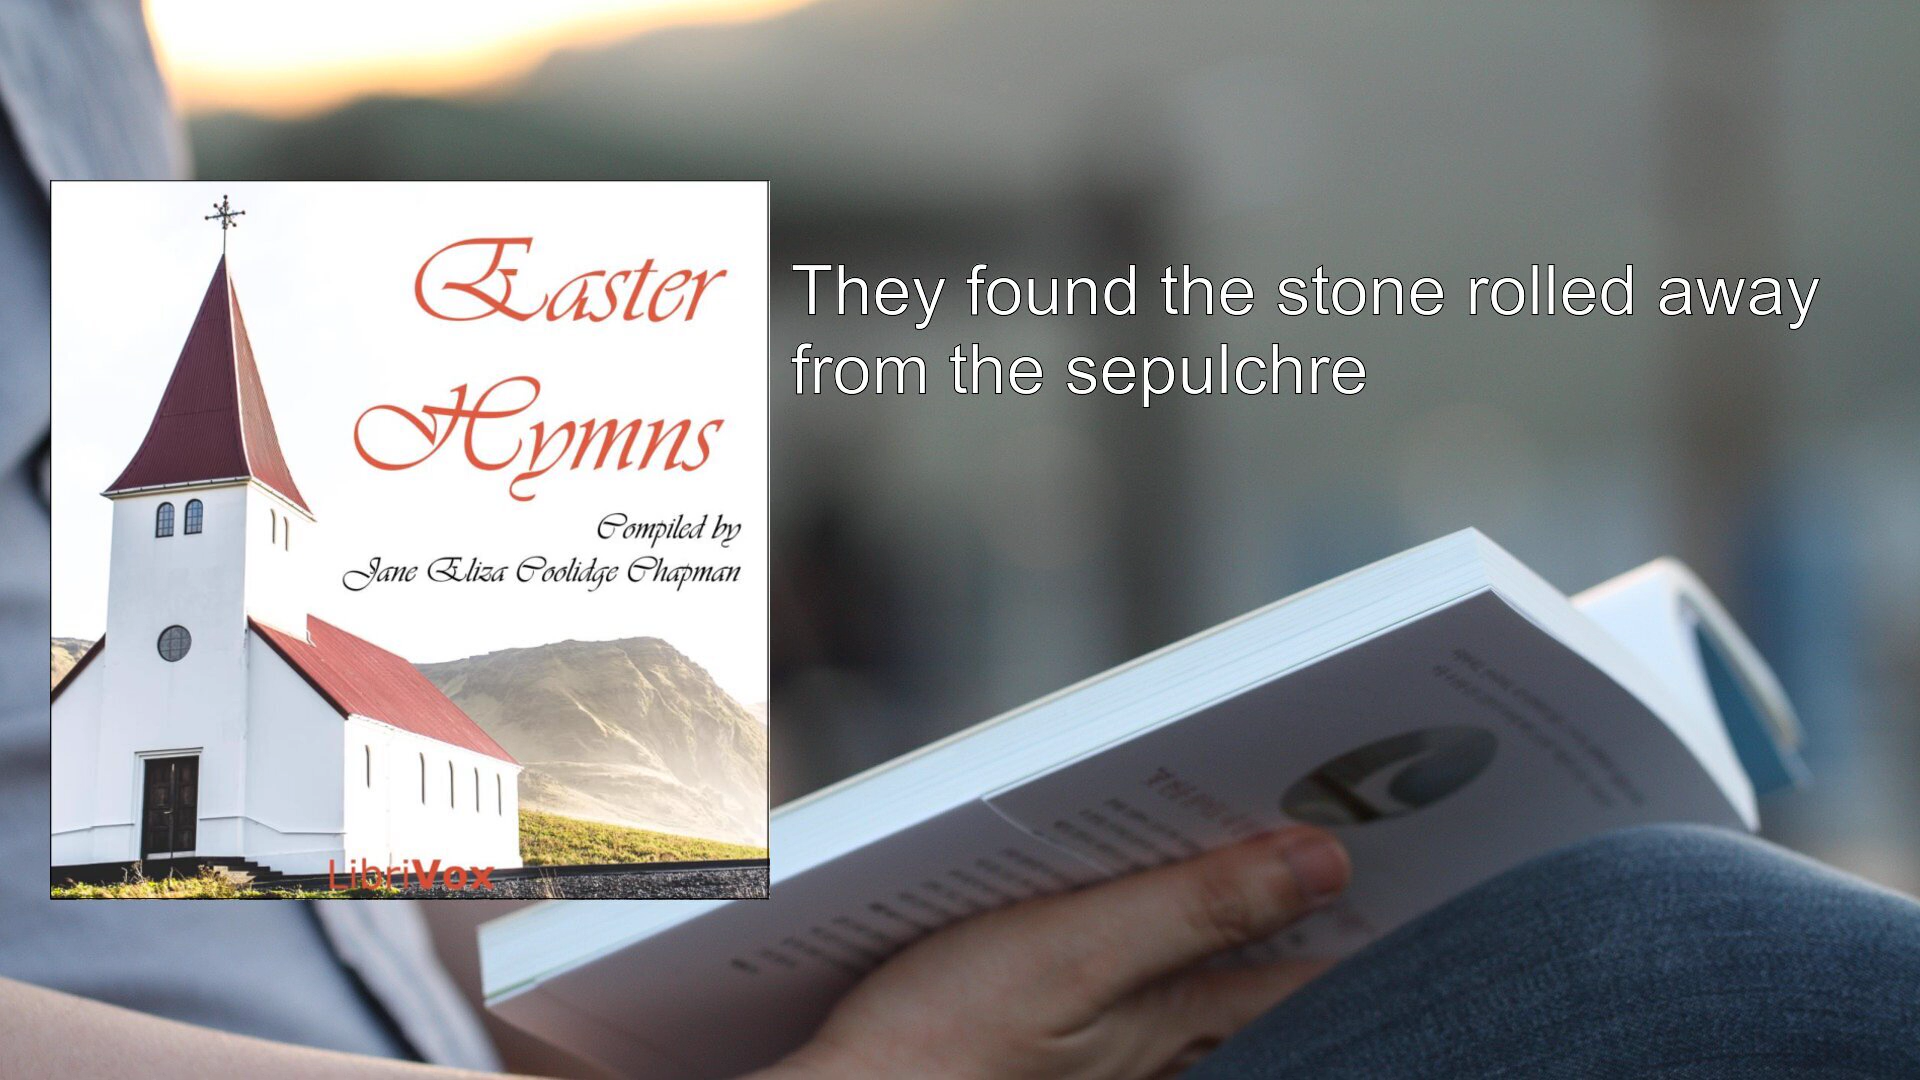 Easter
Hymns
Compiled by
Jane Eliza Coolidge Chapman
LibriVox
They found the stone rolled away
from the sepulchre